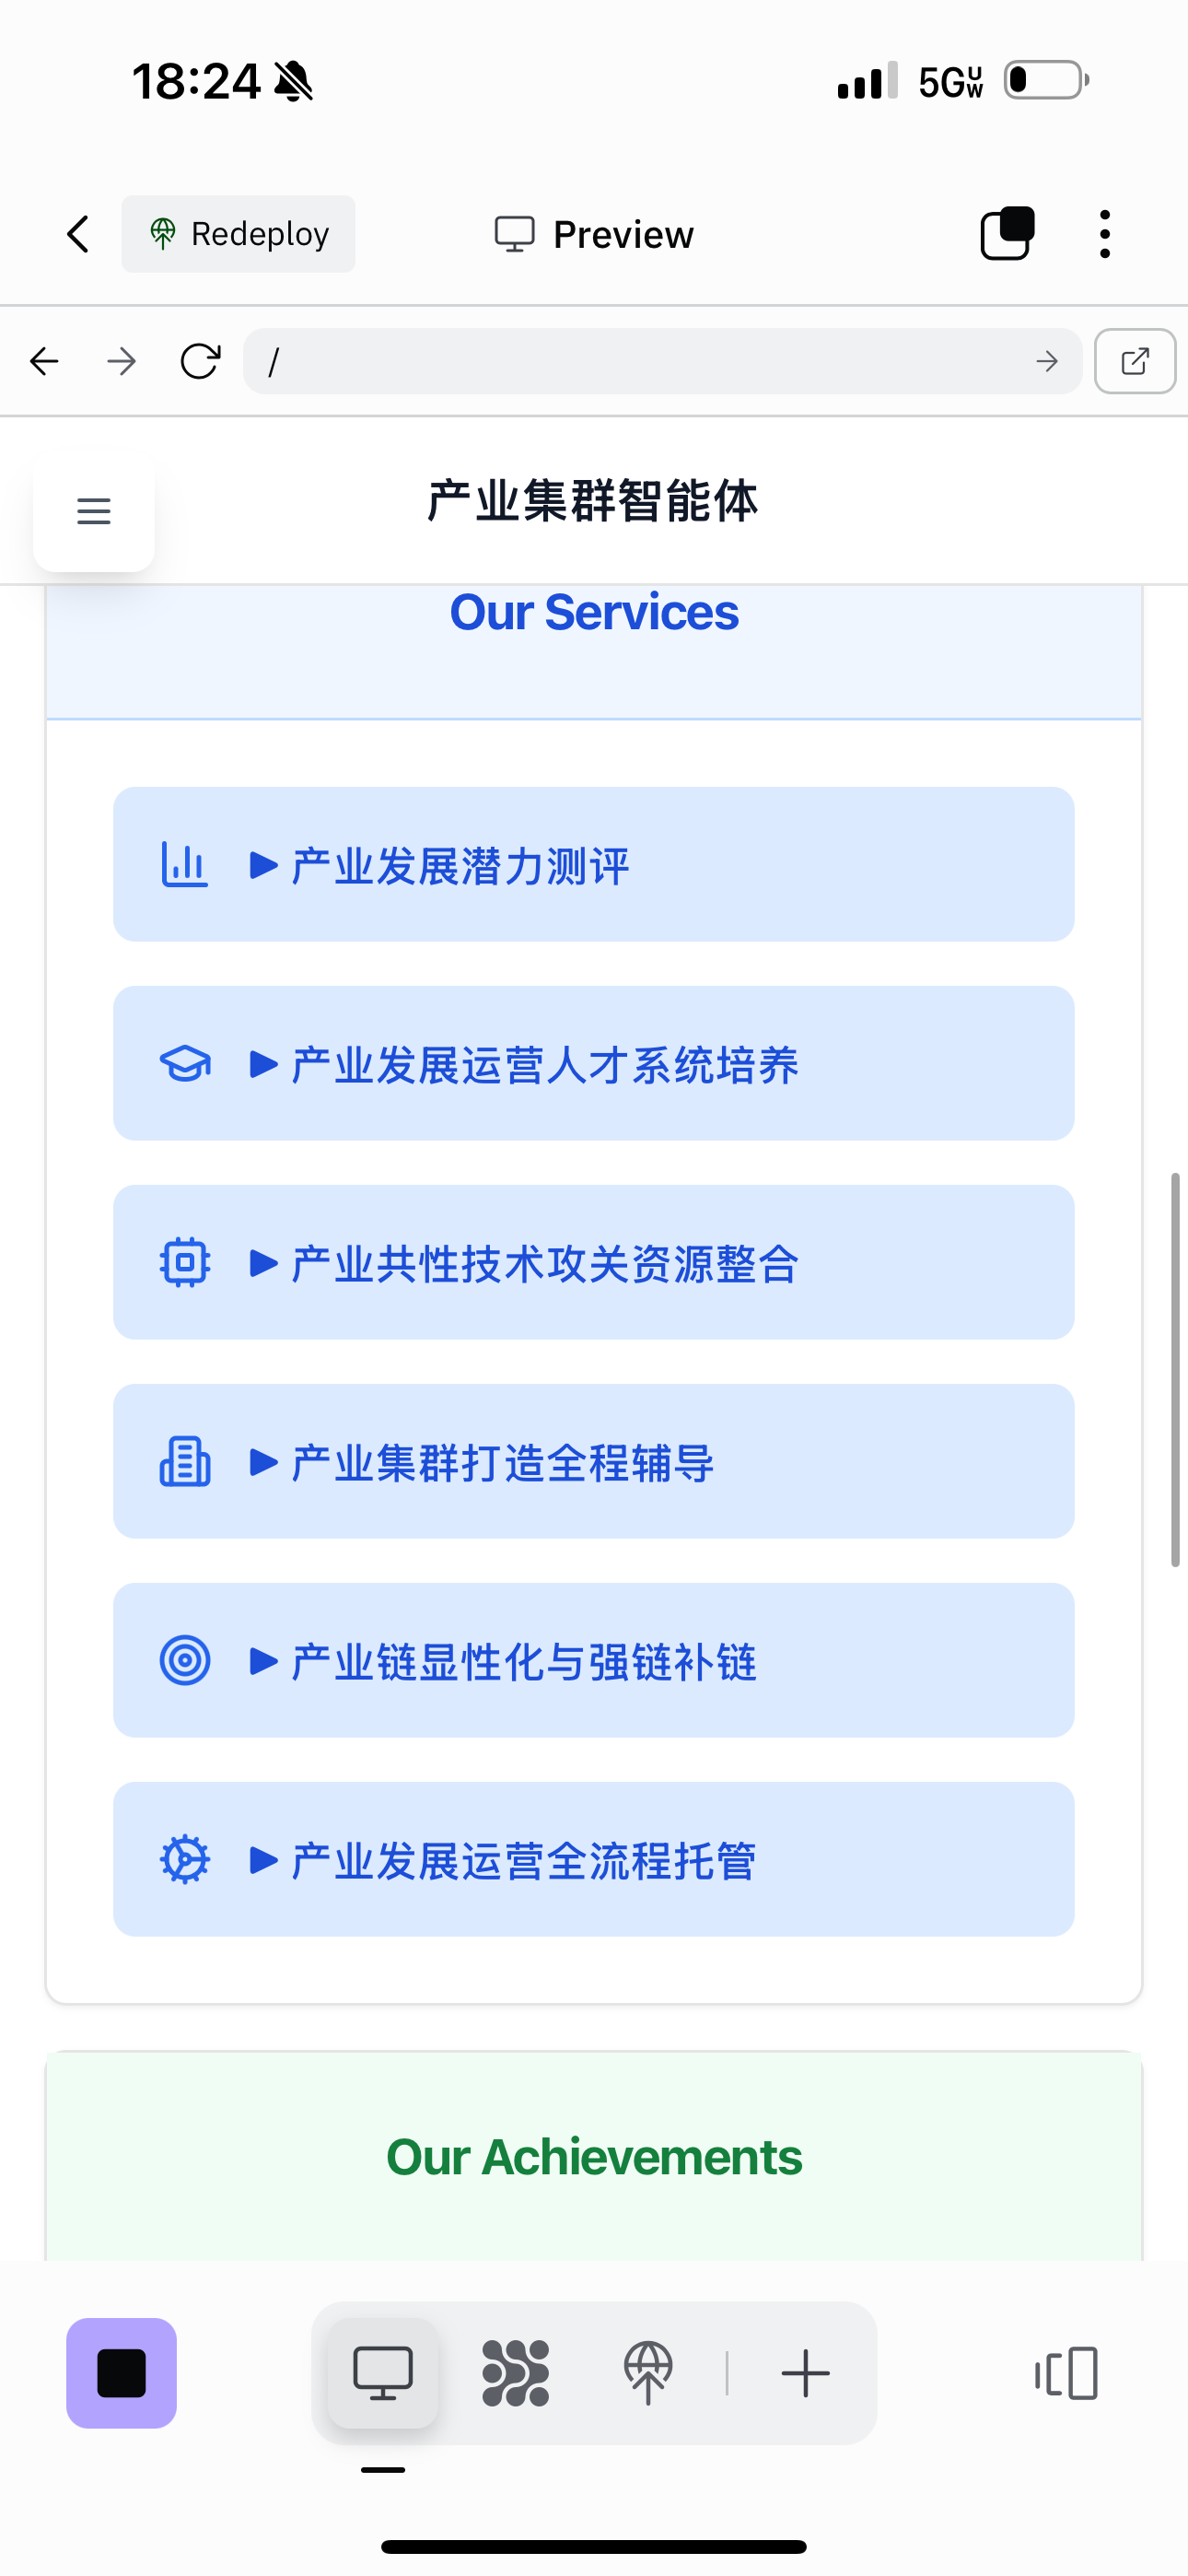 18:24
5GUW
Redeploy
Preview
/
产业集群智能体
Our Services
▶ 产业发展潜力测评
▶ 产业发展运营人才系统培养
▶ 产业共性技术攻关资源整合
▶ 产业集群打造全程辅导
▶ 产业链显性化与强链补链
▶ 产业发展运营全流程托管
Our Achievements